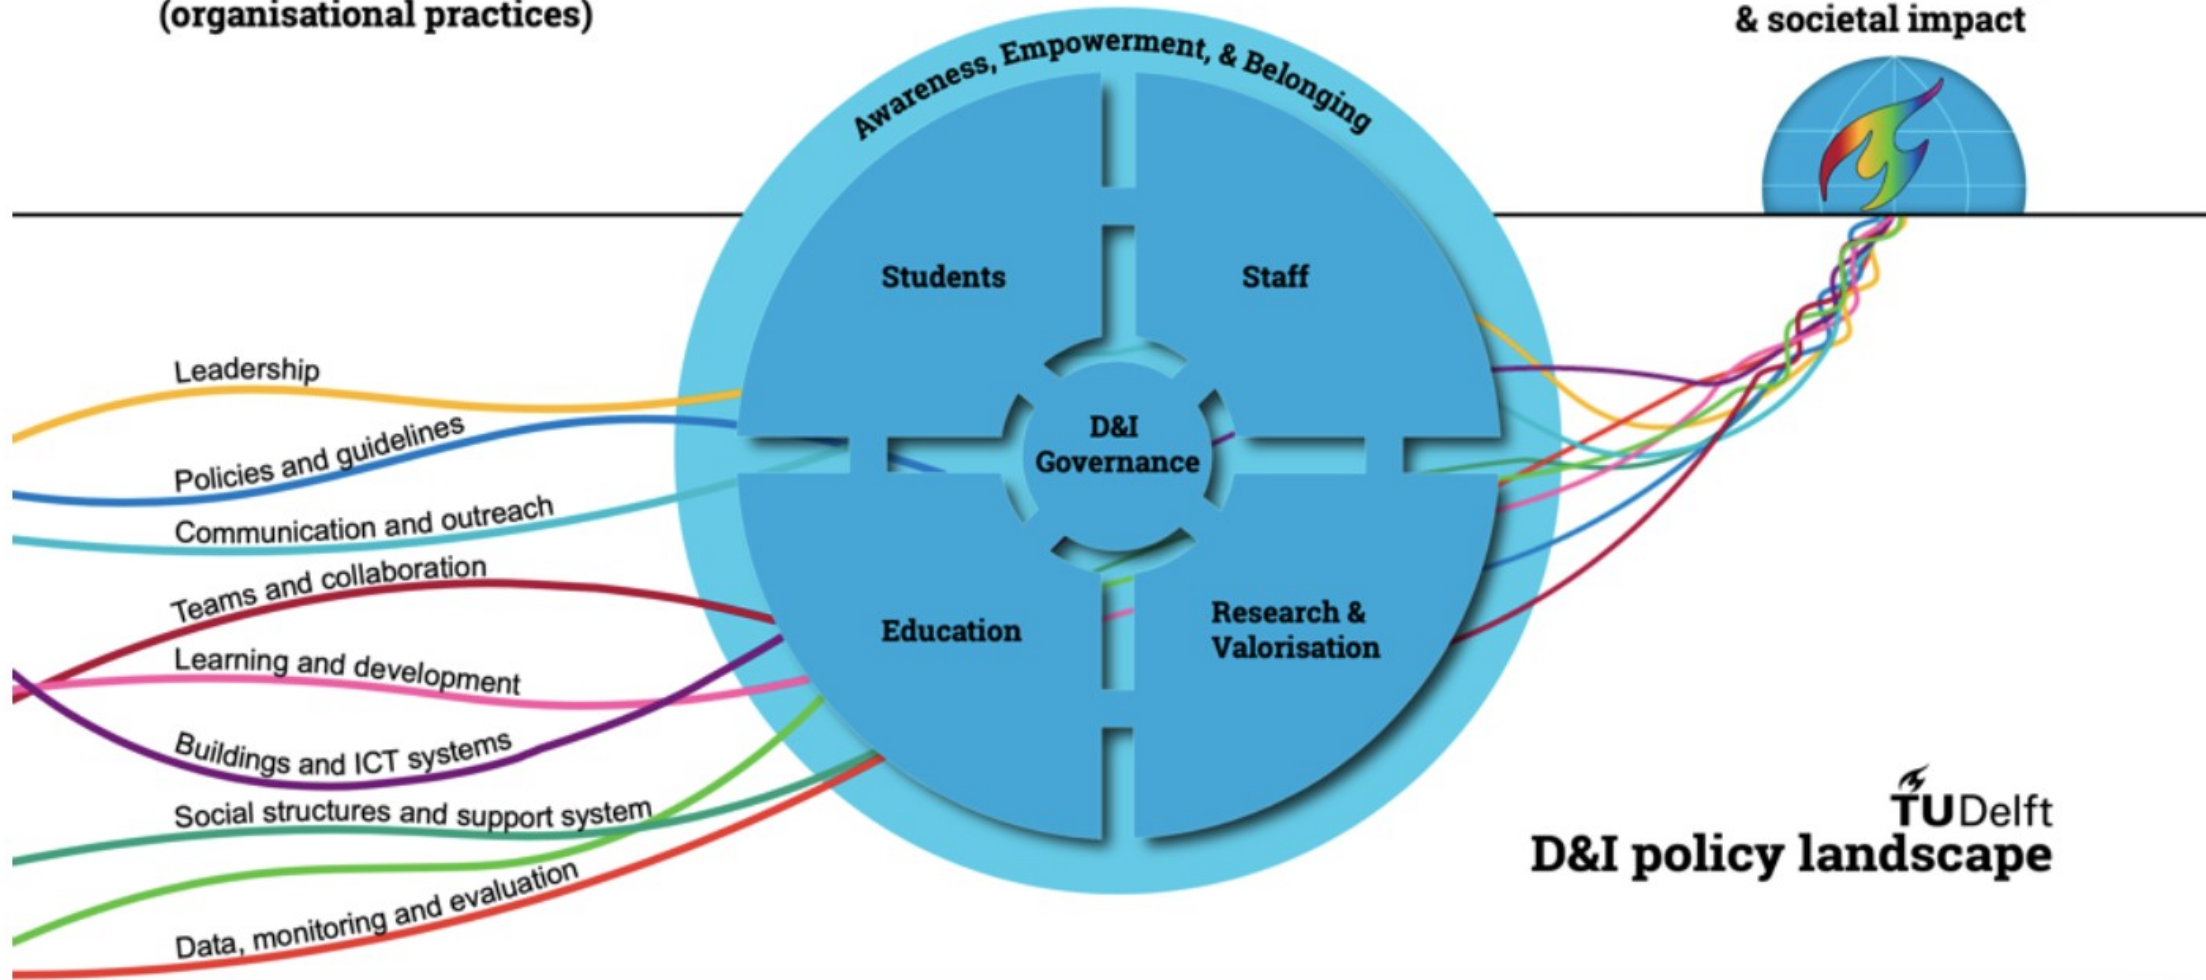 (organisational practices)
& societal impact
Awareness, Empowerment, & Belonging
Students
Staff
D&I
Governance
Education
Research &
Valorisation
Leadership
Policies and guidelines
Communication and outreach
Teams and collaboration
Learning and development
Buildings and ICT systems
Social structures and support system
Data, monitoring and evaluation
TUDelft
D&I policy landscape